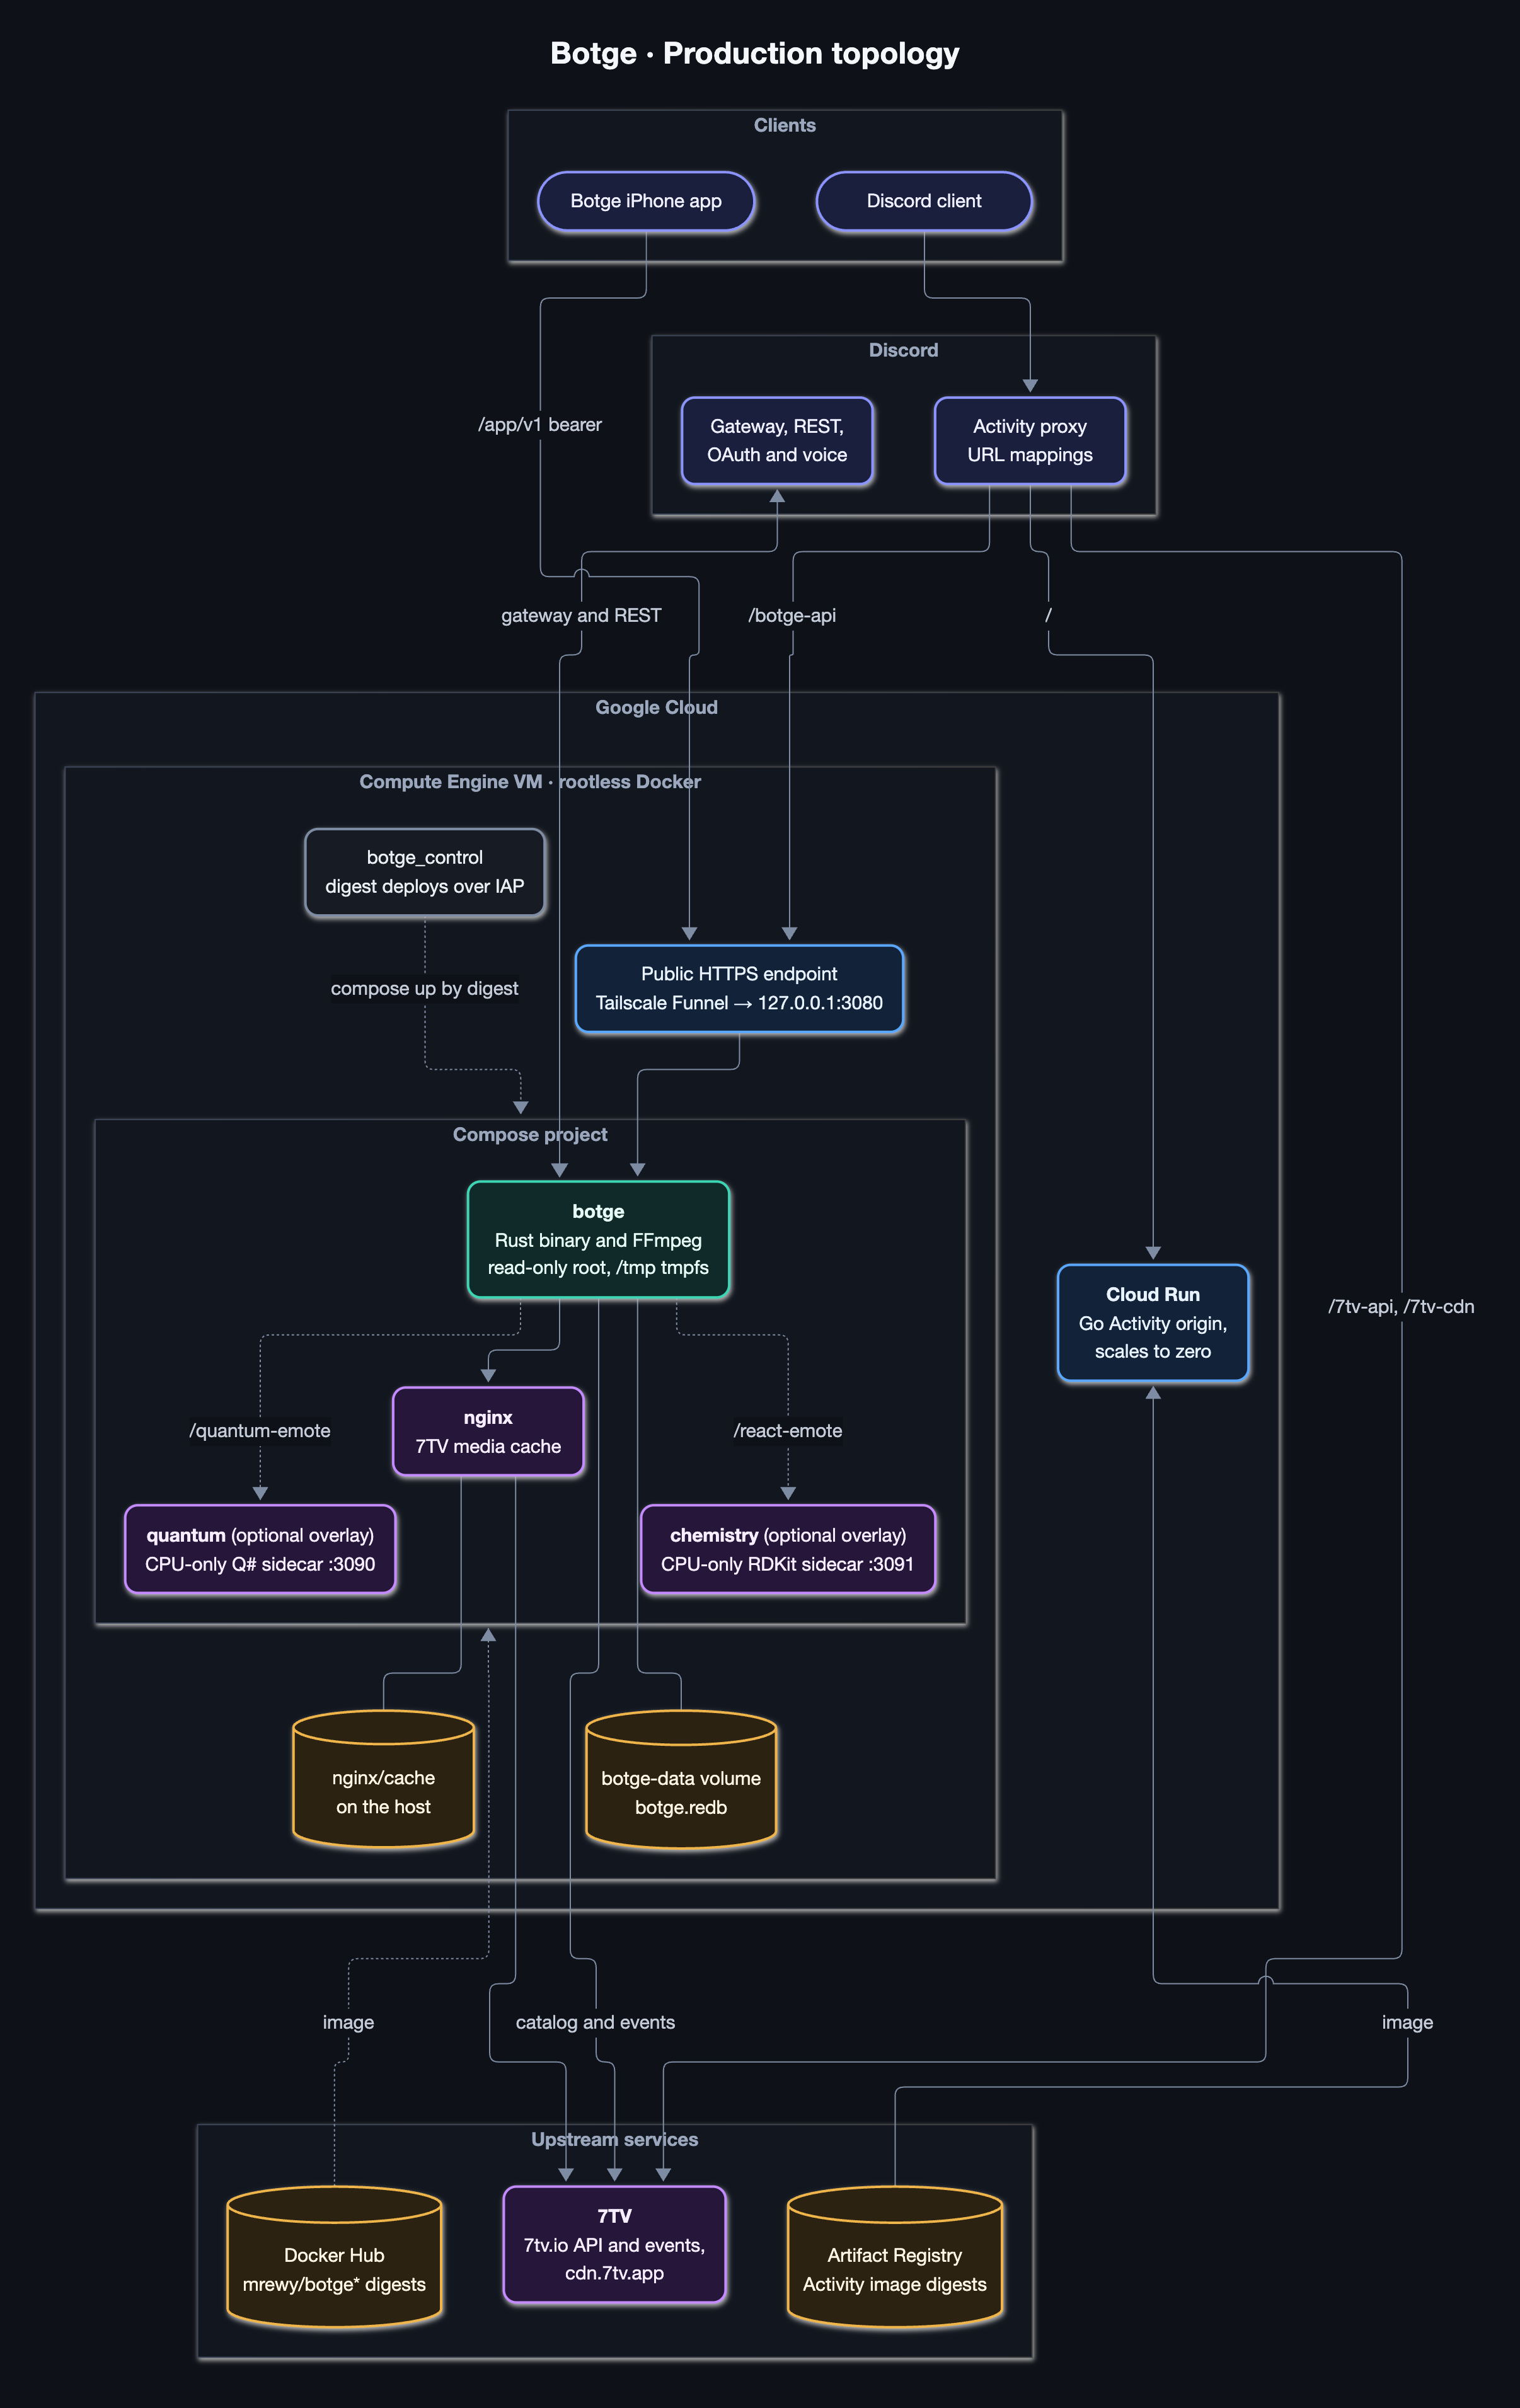 Botge · Production topology
Clients
Botge iPhone app
Discord client
Discord
/app/v1 bearer
Gateway, REST,
OAuth and voice
Activity proxy
URL mappings
gateway and REST
/botge-api
/
Google Cloud
Compute Engine VM · rootless Docker
botge_control
digest deploys over IAP
compose up by digest
Public HTTPS endpoint
Tailscale Funnel → 127.0.0.1:3080
Compose project
botge
Rust binary and FFmpeg
read-only root, /tmp tmpfs
Cloud Run
Go Activity origin,
scales to zero
/7tv-api, /7tv-cdn
/quantum-emote
nginx
7TV media cache
/react-emote
quantum (optional overlay)
CPU-only Q# sidecar :3090
chemistry (optional overlay)
CPU-only RDKit sidecar :3091
nginx/cache
on the host
botge-data volume
botge.redb
image
catalog and events
image
Upstream services
Docker Hub
mrewy/botge* digests
7TV
7tv.io API and events,
cdn.7tv.app
Artifact Registry
Activity image digests